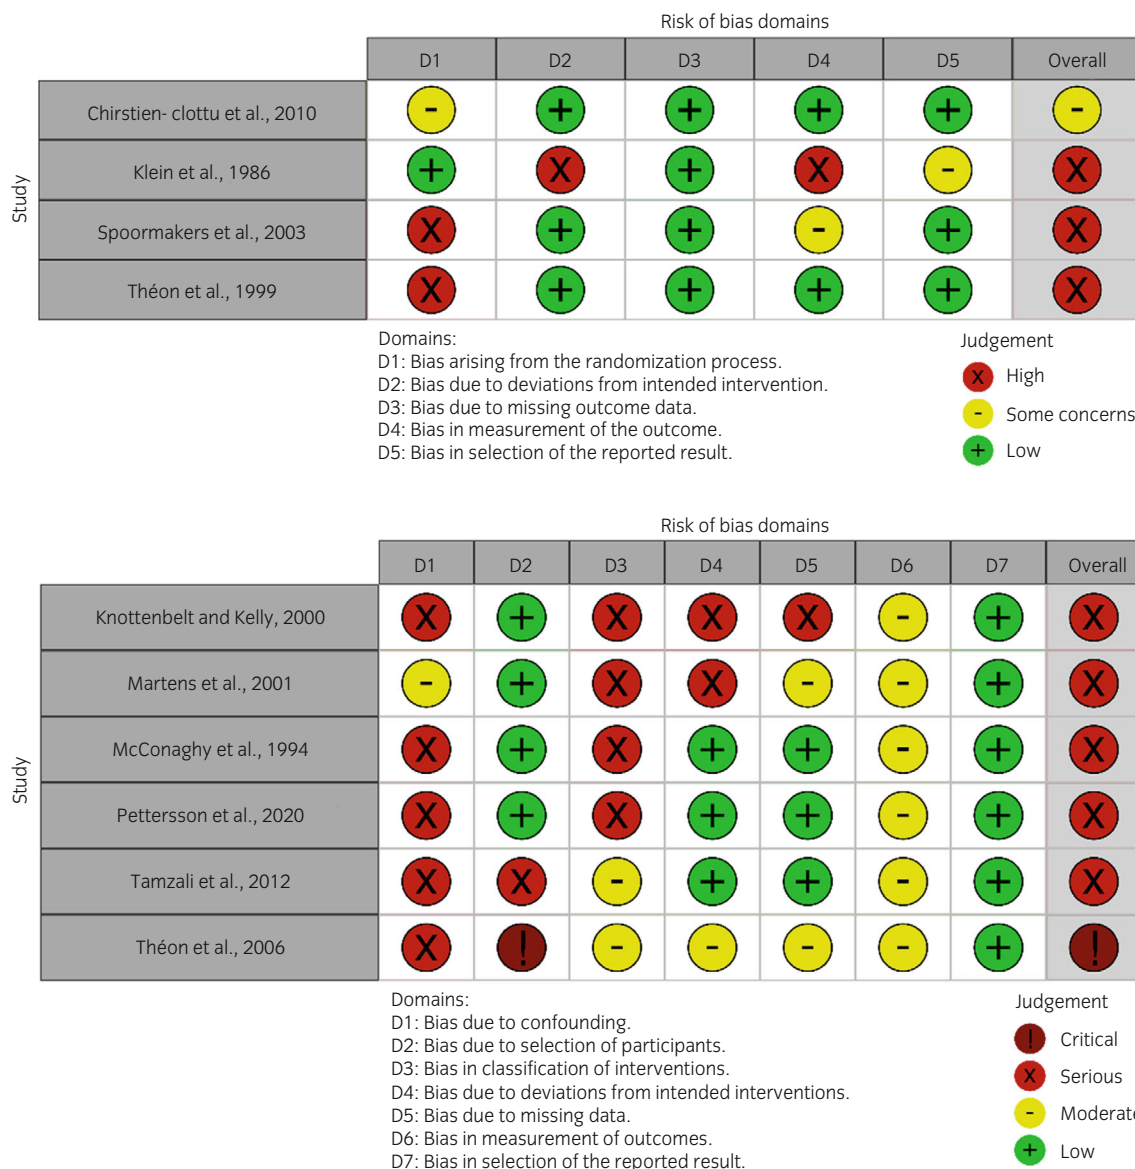 Risk of bias domains
D1 D2 D3 D4 D5 Overall
Study
Chirstien- clottu et al., 2010 - + + + + -
Klein et al., 1986 + X + X - X
Spoormakers et al., 2003 X + + - + X
Théon et al., 1999 X + + + + X
Domains:
D1: Bias arising from the randomization process.
D2: Bias due to deviations from intended intervention.
D3: Bias due to missing outcome data.
D4: Bias in measurement of the outcome.
D5: Bias in selection of the reported result.
Judgement
X High
- Some concerns
+ Low
Risk of bias domains
D1 D2 D3 D4 D5 D6 D7 Overall
Study
Knottenbelt and Kelly, 2000 X + X X X - + X
Martens et al., 2001 - + X X - - + X
McConaghy et al., 1994 X + X + + - + X
Pettersson et al., 2020 X + X + + - + X
Tamzali et al., 2012 X X - + + - + X
Théon et al., 2006 X ! - - - - + !
Domains:
D1: Bias due to confounding.
D2: Bias due to selection of participants.
D3: Bias in classification of interventions.
D4: Bias due to deviations from intended interventions.
D5: Bias due to missing data.
D6: Bias in measurement of outcomes.
D7: Bias in selection of the reported result.
Judgement
! Critical
X Serious
- Moderate
+ Low